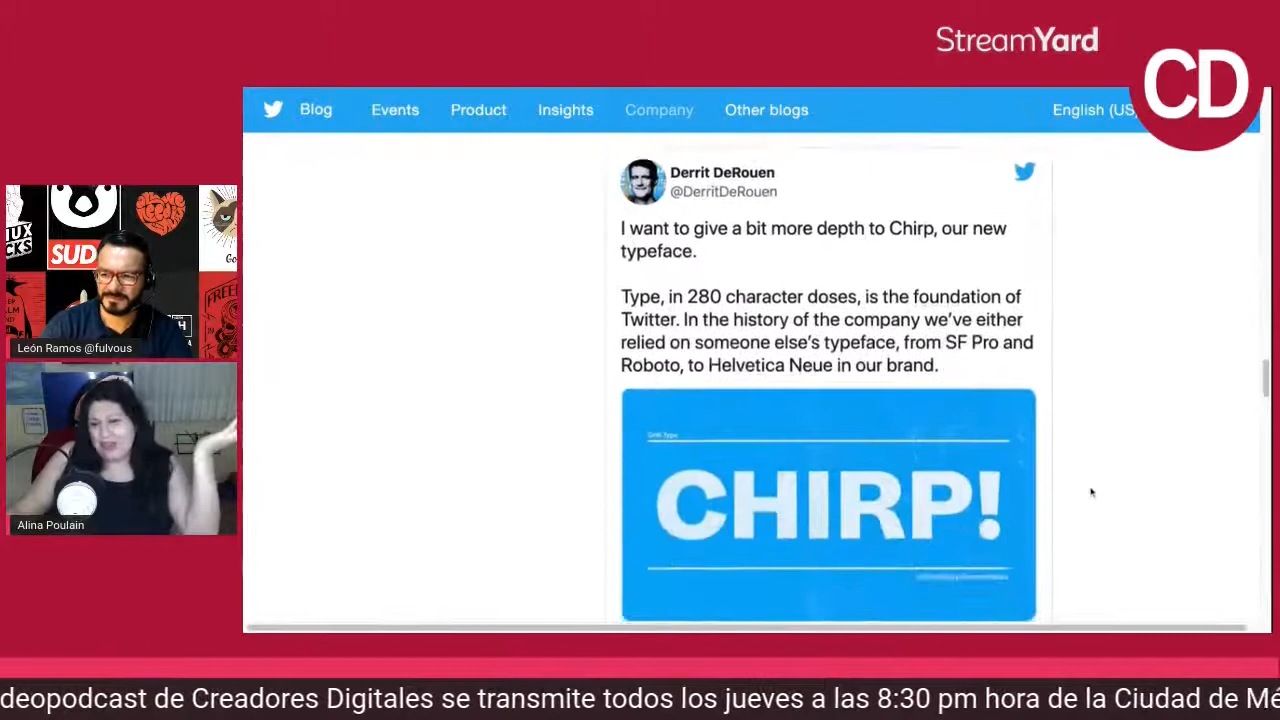 StreamYard
CD
Blog Events Product Insights Company Other blogs English (US
Derrit DeRouen
@DerritDeRouen
I want to give a bit more depth to Chirp, our new
typeface.
Type, in 280 character doses, is the foundation of
Twitter. In the history of the company we've either
relied on someone else's typeface, from SF Pro and
Roboto, to Helvetica Neue in our brand.
CHIRP!
SUD
León Ramos @fulvous
Alina Poulain
deopodcast de Creadores Digitales se transmite todos los jueves a las 8:30 pm hora de la Ciudad de Mé